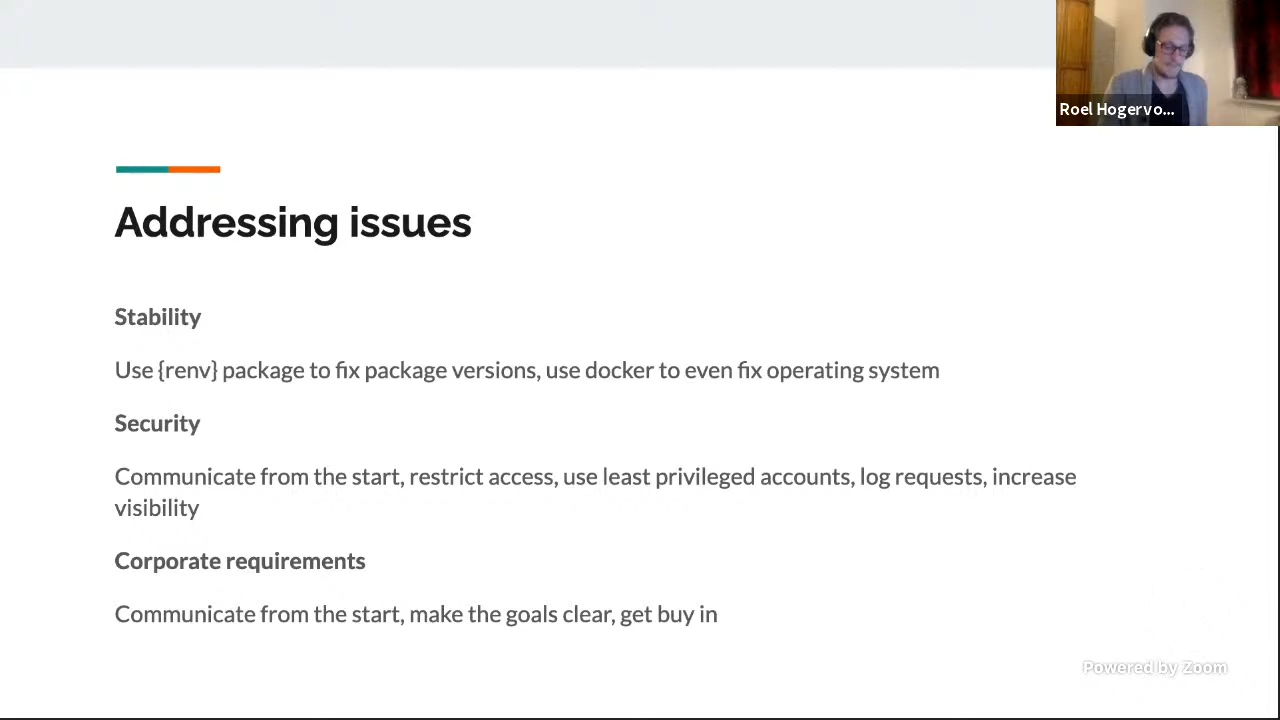 Roel Hogervo...
Addressing issues
Stability
Use {renv} package to fix package versions, use docker to even fix operating system
Security
Communicate from the start, restrict access, use least privileged accounts, log requests, increase
visibility
Corporate requirements
Communicate from the start, make the goals clear, get buy in
Powered by Zoom